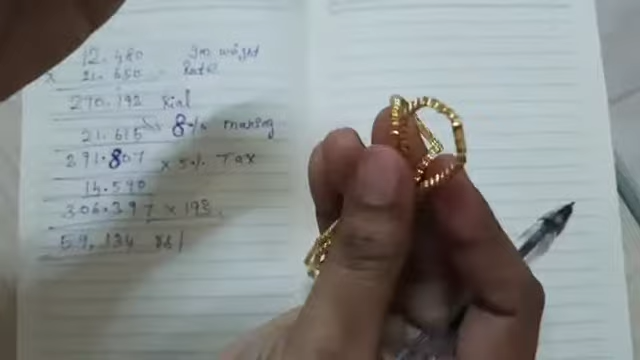 12.480 Gm weight
x 21.650 Rate
270.192 Rial
21.615 8% making
291.807 x 5% Tax
14.590
306.397 x 193
59,134 RS/